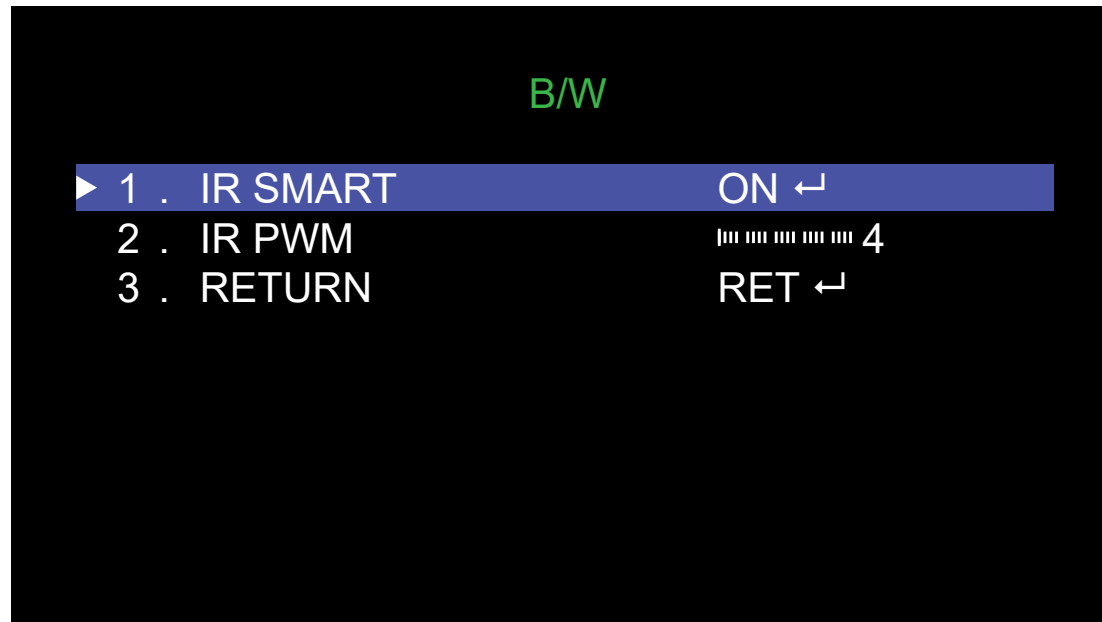 B/W
1 . IR SMART ON ↵
2 . IR PWM 4
3 . RETURN RET ↵